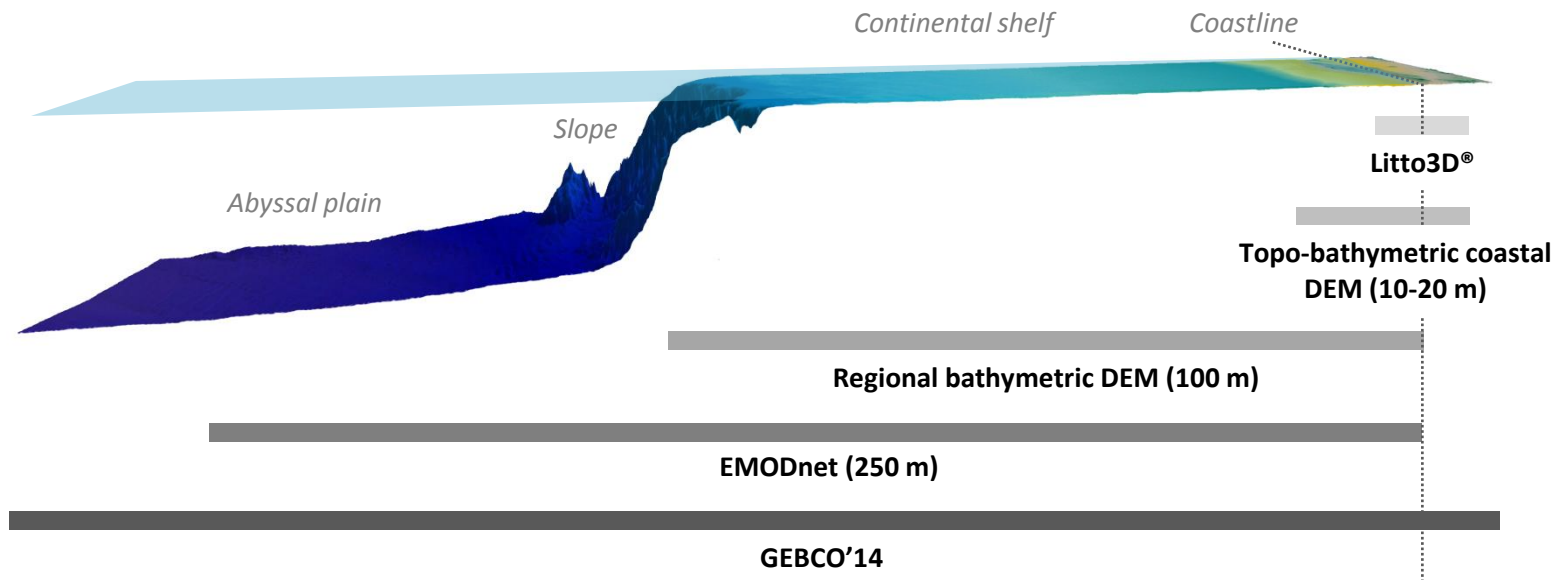 Continental shelf
Coastline
Slope
Abyssal plain
Litto3D®
Topo-bathymetric coastal
DEM (10-20 m)
Regional bathymetric DEM (100 m)
EMODnet (250 m)
GEBCO’14